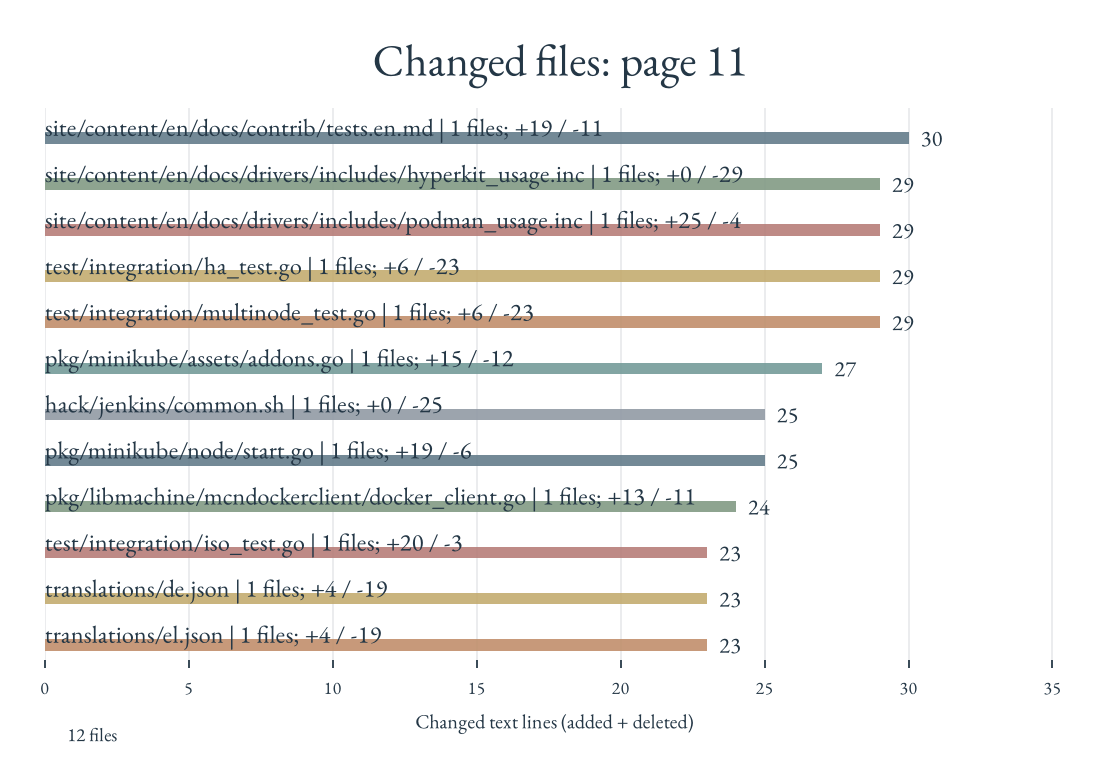 Changed files: page 11
site/content/en/docs/contrib/tests.en.md | 1 files; +19 / -11
30
site/content/en/docs/drivers/includes/hyperkit_usage.inc | 1 files; +0 / -29
29
site/content/en/docs/drivers/includes/podman_usage.inc | 1 files; +25 / -4
29
test/integration/ha_test.go | 1 files; +6 / -23
29
test/integration/multinode_test.go | 1 files; +6 / -23
29
pkg/minikube/assets/addons.go | 1 files; +15 / -12
27
hack/jenkins/common.sh | 1 files; +0 / -25
25
pkg/minikube/node/start.go | 1 files; +19 / -6
25
pkg/libmachine/mcndockerclient/docker_client.go | 1 files; +13 / -11
24
test/integration/iso_test.go | 1 files; +20 / -3
23
translations/de.json | 1 files; +4 / -19
23
translations/el.json | 1 files; +4 / -19
23
0 5 10 15 20 25 30 35
Changed text lines (added + deleted)
12 files